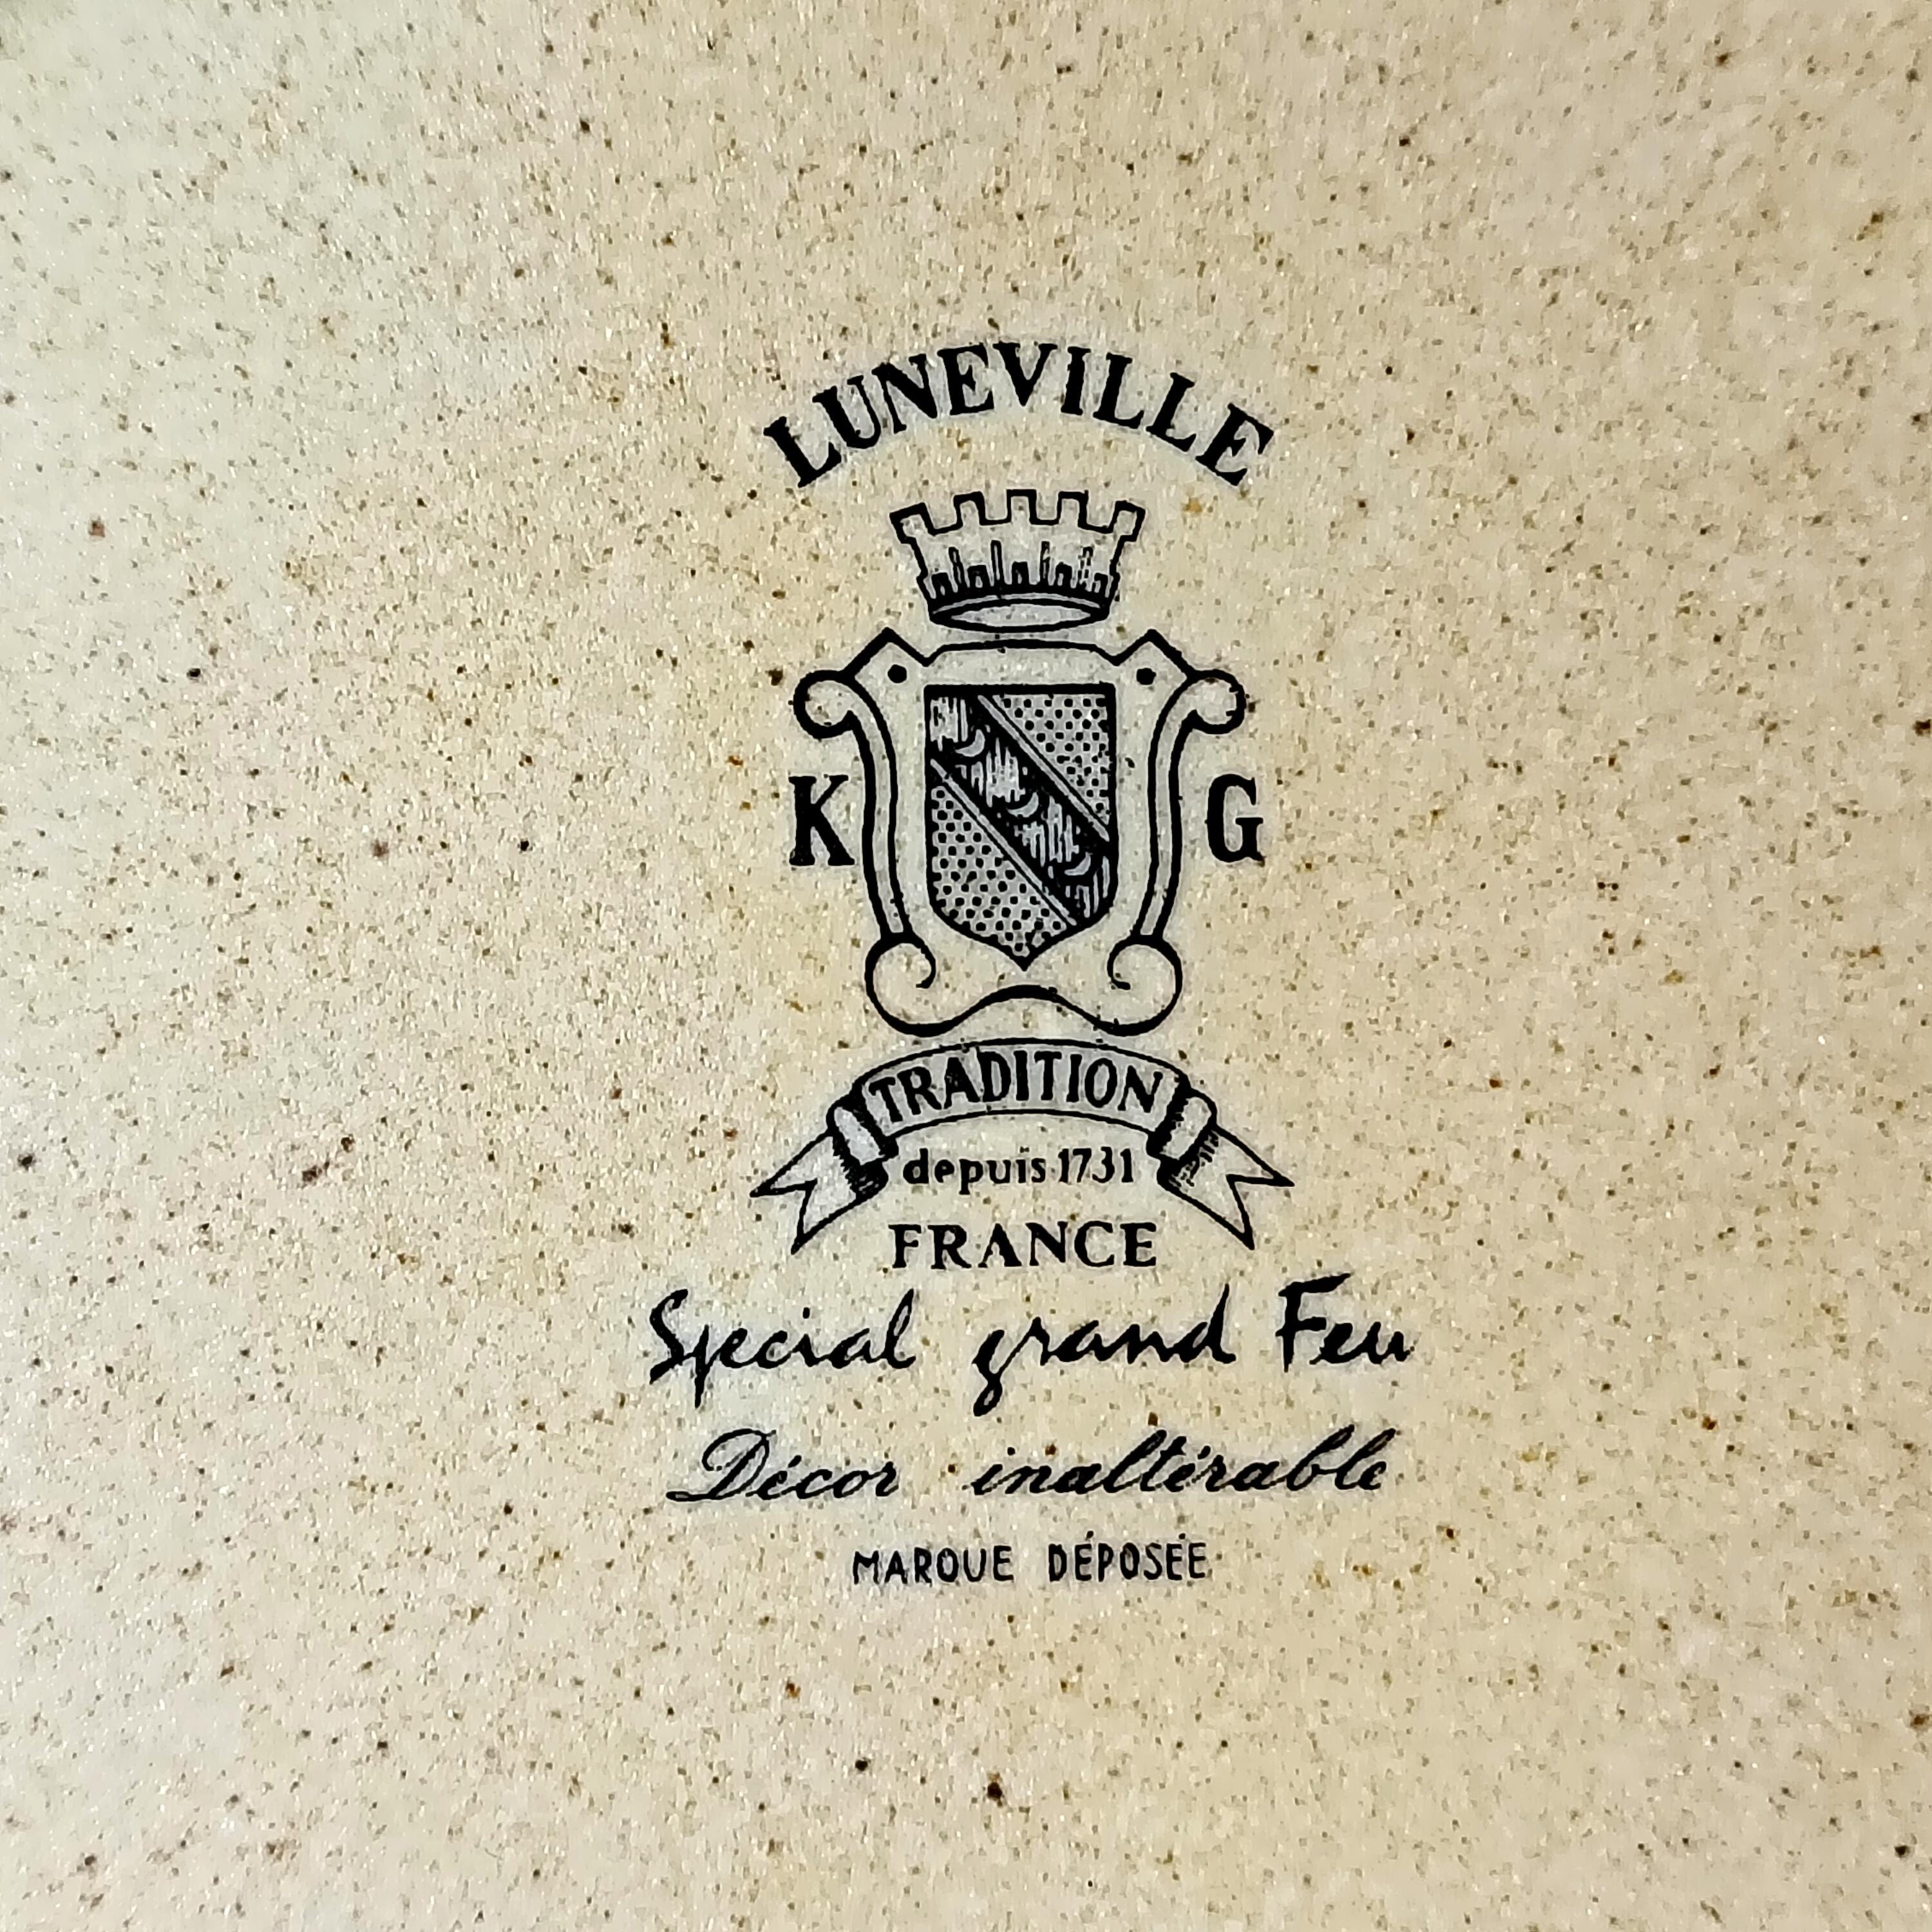 LUNEVILLE
K G
TRADITION
depuis 1731
FRANCE
Special grand Feu
Décor inaltérable
MARQUE DÉPOSÉE